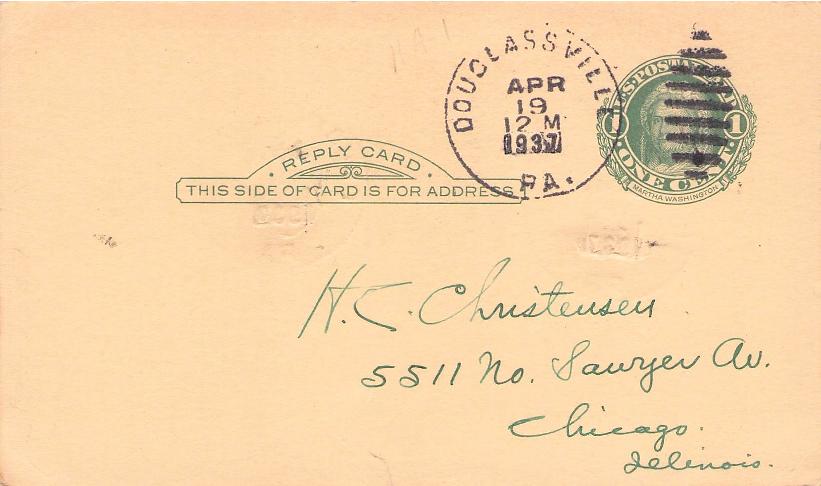 DOUGLASSVILLE
APR
19
12 M
1937
PA.
U.S. POSTAGE
1 1
ONE CENT
MARTHA WASHINGTON
REPLY CARD
THIS SIDE OF CARD IS FOR ADDRESS
H. C. Christensen
5511 No. Sawyer Av.
Chicago.
Illinois.